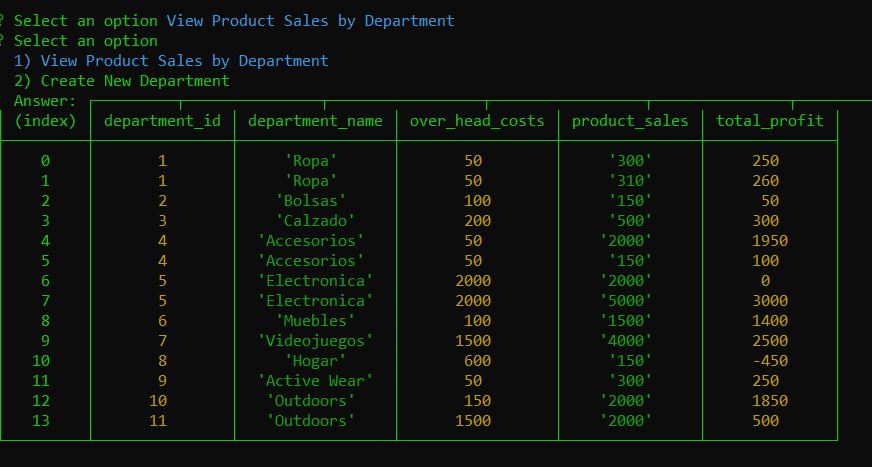 ? Select an option View Product Sales by Department
? Select an option
1) View Product Sales by Department
2) Create New Department
Answer:
(index) department_id department_name over_head_costs product_sales total_profit
0 1 'Ropa' 50 '300' 250
1 1 'Ropa' 50 '310' 260
2 2 'Bolsas' 100 '150' 50
3 3 'Calzado' 200 '500' 300
4 4 'Accesorios' 50 '2000' 1950
5 4 'Accesorios' 50 '150' 100
6 5 'Electronica' 2000 '2000' 0
7 5 'Electronica' 2000 '5000' 3000
8 6 'Muebles' 100 '1500' 1400
9 7 'Videojuegos' 1500 '4000' 2500
10 8 'Hogar' 600 '150' -450
11 9 'Active Wear' 50 '300' 250
12 10 'Outdoors' 150 '2000' 1850
13 11 'Outdoors' 1500 '2000' 500